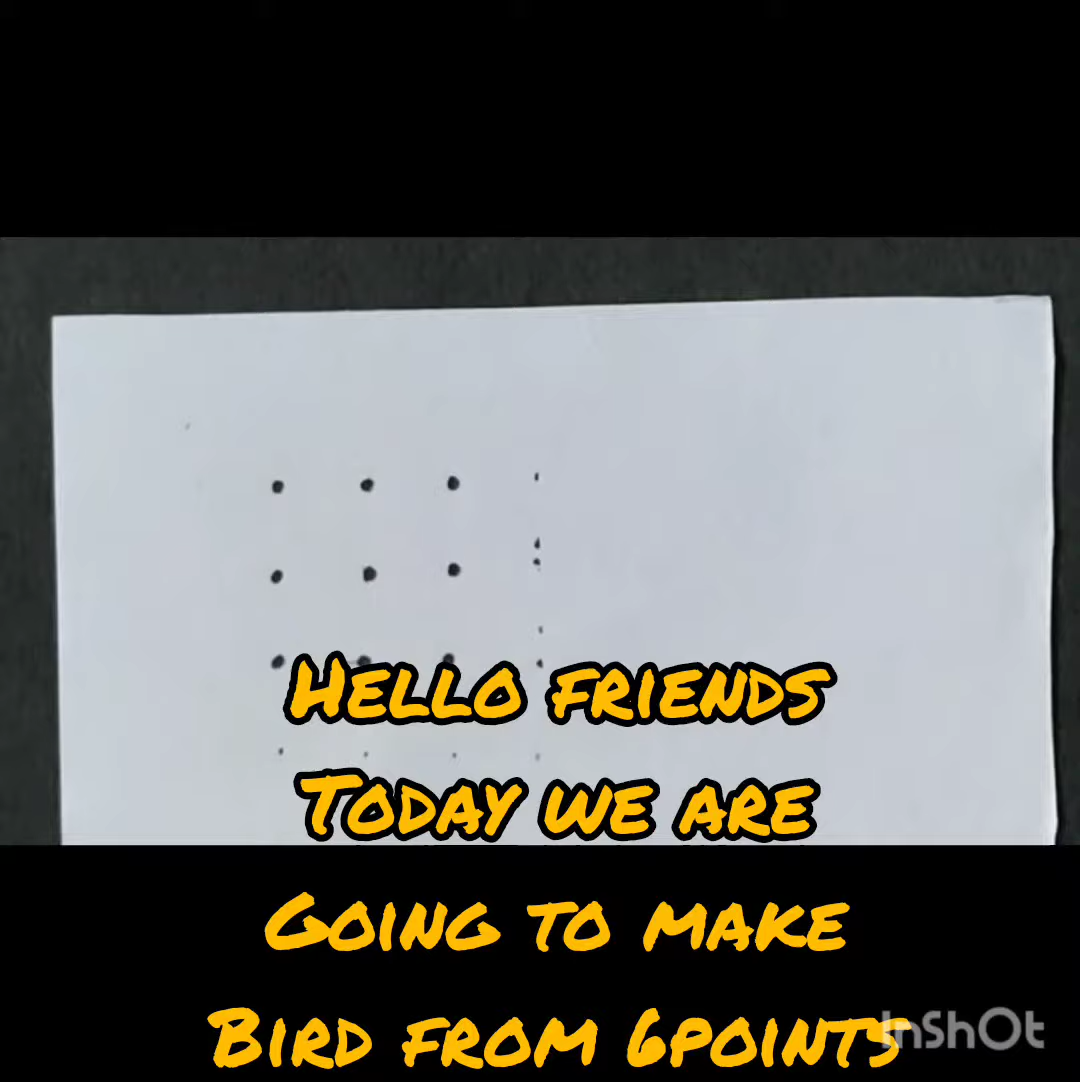 Hello friends
Today we are
going to make
Bird from 6points
InShOt